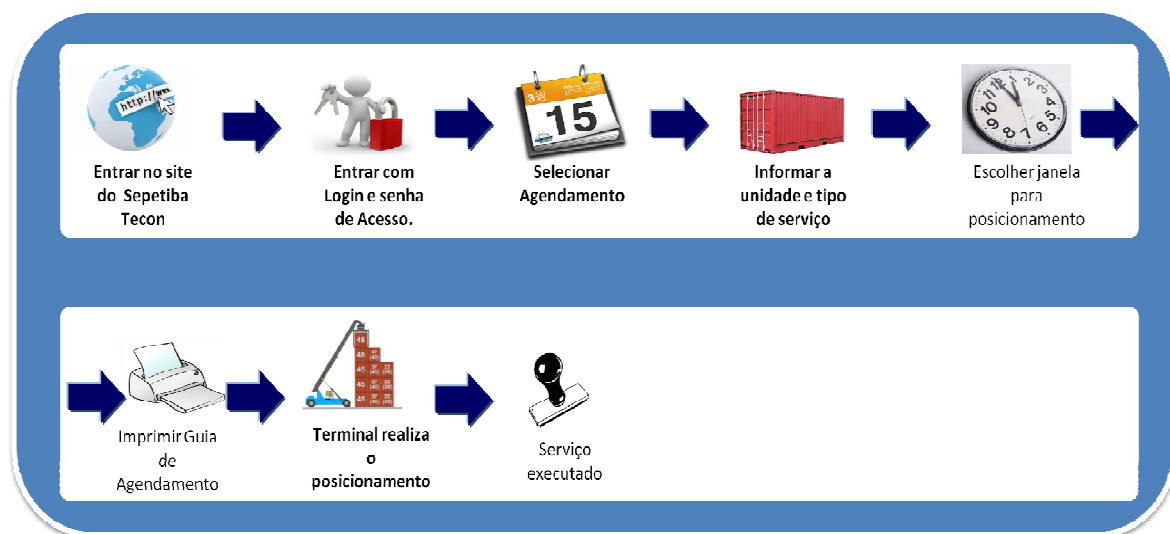 http://www.
Entrar no site
do Sepetiba
Tecon
Entrar com
Login e senha
de Acesso.
15
Selecionar
Agendamento
Informar a
unidade e tipo
de serviço
Escolher janela
para
posicionamento
Imprimir Guia
de
Agendamento
Terminal realiza
o
posicionamento
Serviço
executado